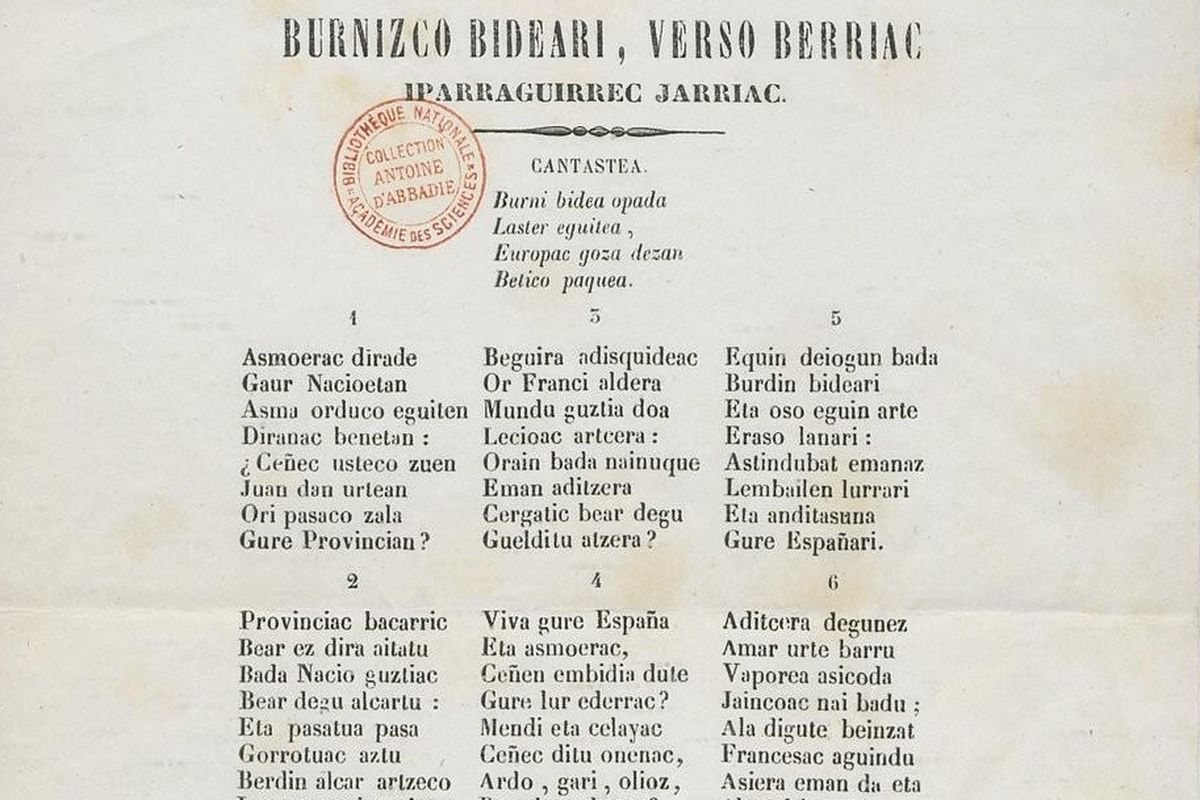 BURNIZCO BIDEARI, VERSO BERRIAC
IPARRAGUIRREC JARRIAC.
BIBLIOTHÈQUE NATIONALE
COLLECTION
ANTOINE
D'ABBADIE
ACADÉMIE DES SCIENCES
CANTASTEA.
Burni bidea opada
Laster eguitea,
Europac goza dezan
Betico paquea.
1
Asmoerac dirade
Gaur Nacioetan
Asma orduco eguiten
Diranac benetan :
¿Ceñec usteco zuen
Juan dan urtean
Ori pasaco zala
Gure Provincian?
2
Provinciac bacarric
Bear ez dira aitatu
Bada Nacio guztiac
Bear degu alcartu :
Eta pasatua pasa
Gorrotuac aztu
Berdin alcar artzeco
3
Beguira adisquideac
Or Franci aldera
Mundu guztia doa
Lecioac artcera :
Orain bada nainuque
Eman aditzera
Cergatic bear degu
Guelditu atzera?
4
Viva gure España
Eta asmoerac,
Ceñen embidia dute
Gure lur ederrac?
Mendi eta celayac
Ceñec ditu onenac,
Ardo, gari, olioz,
5
Equin deiogun bada
Burdin bideari
Eta oso eguin arte
Eraso lanari :
Astindubat emanaz
Lembailen lurrari
Eta anditasuna
Gure Españari.
6
Aditcera degunez
Amar urte barru
Vaporea asicoda
Jaincoac nai badu;
Ala digute beinzat
Francesac aguindu
Asiera eman da eta